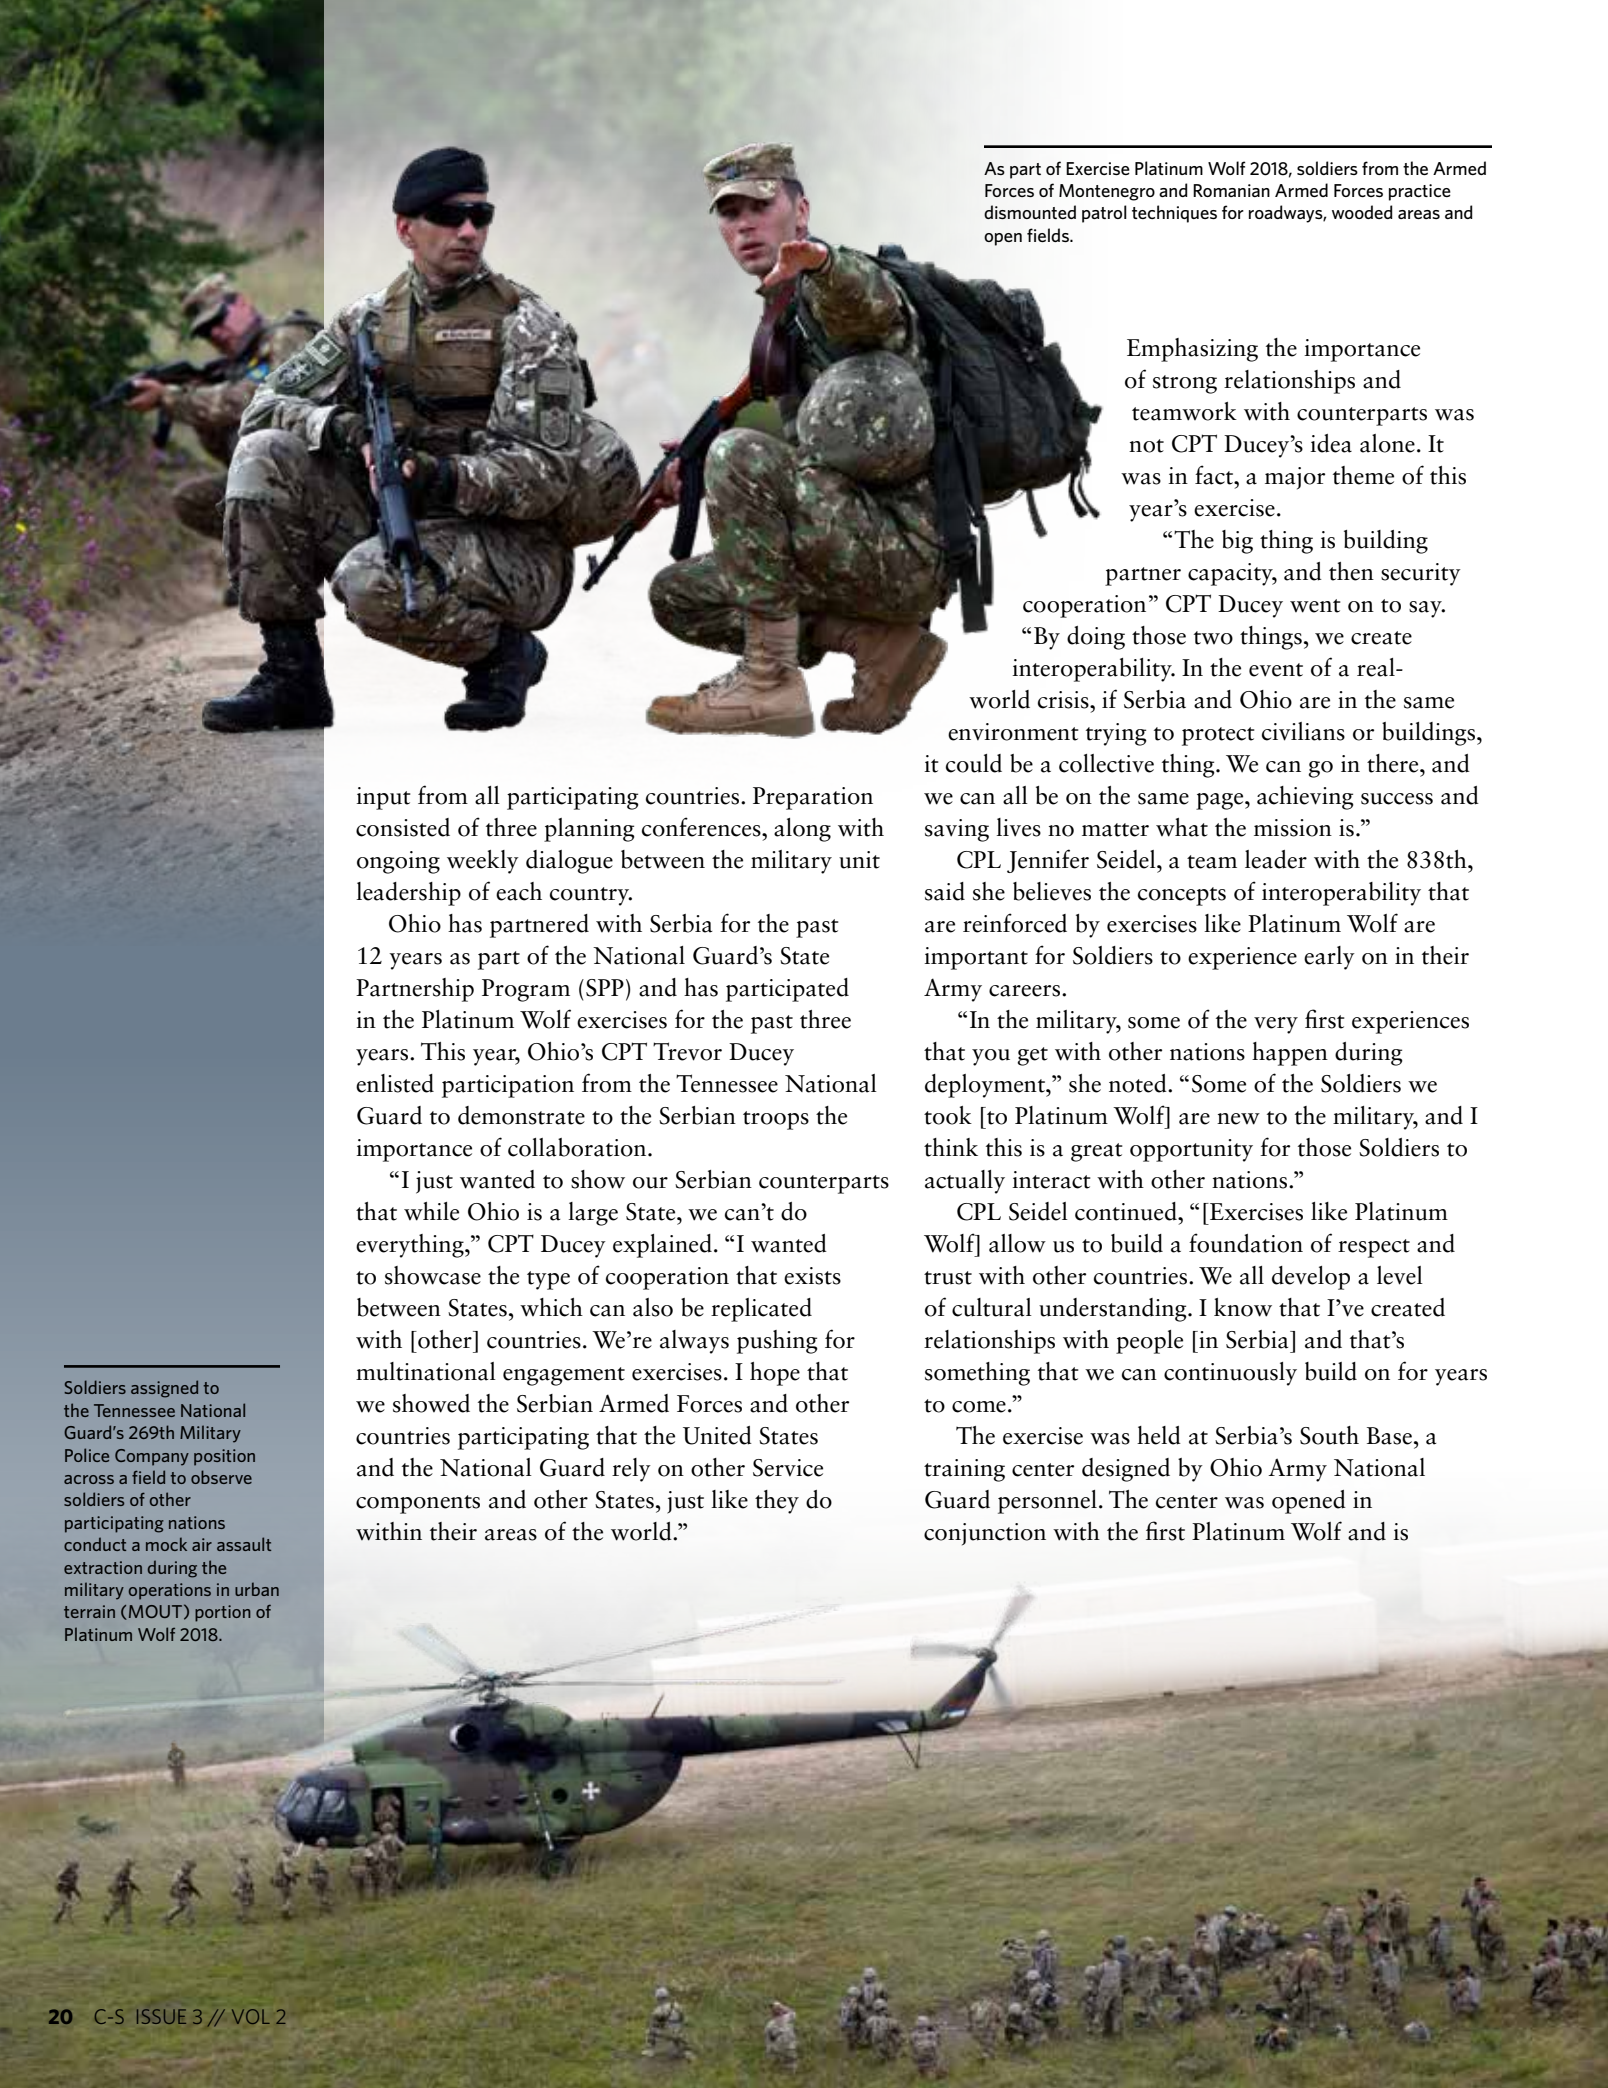 As part of Exercise Platinum Wolf 2018, soldiers from the Armed
Forces of Montenegro and Romanian Armed Forces practice
dismounted patrol techniques for roadways, wooded areas and
open fields.
input from all participating countries. Preparation
consisted of three planning conferences, along with
ongoing weekly dialogue between the military unit
leadership of each country.
Ohio has partnered with Serbia for the past
12 years as part of the National Guard’s State
Partnership Program (SPP) and has participated
in the Platinum Wolf exercises for the past three
years. This year, Ohio’s CPT Trevor Ducey
enlisted participation from the Tennessee National
Guard to demonstrate to the Serbian troops the
importance of collaboration.
“I just wanted to show our Serbian counterparts
that while Ohio is a large State, we can’t do
everything,” CPT Ducey explained. “I wanted
to showcase the type of cooperation that exists
between States, which can also be replicated
with [other] countries. We’re always pushing for
multinational engagement exercises. I hope that
we showed the Serbian Armed Forces and other
countries participating that the United States
and the National Guard rely on other Service
components and other States, just like they do
within their areas of the world.”
Emphasizing the importance
of strong relationships and
teamwork with counterparts was
not CPT Ducey’s idea alone. It
was in fact, a major theme of this
year’s exercise.
“The big thing is building
partner capacity, and then security
cooperation” CPT Ducey went on to say.
“By doing those two things, we create
interoperability. In the event of a real-
world crisis, if Serbia and Ohio are in the same
environment trying to protect civilians or buildings,
it could be a collective thing. We can go in there, and
we can all be on the same page, achieving success and
saving lives no matter what the mission is.”
CPL Jennifer Seidel, a team leader with the 838th,
said she believes the concepts of interoperability that
are reinforced by exercises like Platinum Wolf are
important for Soldiers to experience early on in their
Army careers.
“In the military, some of the very first experiences
that you get with other nations happen during
deployment,” she noted. “Some of the Soldiers we
took [to Platinum Wolf] are new to the military, and I
think this is a great opportunity for those Soldiers to
actually interact with other nations.”
CPL Seidel continued, “[Exercises like Platinum
Wolf] allow us to build a foundation of respect and
trust with other countries. We all develop a level
of cultural understanding. I know that I’ve created
relationships with people [in Serbia] and that’s
something that we can continuously build on for years
to come.”
The exercise was held at Serbia’s South Base, a
training center designed by Ohio Army National
Guard personnel. The center was opened in
conjunction with the first Platinum Wolf and is
Soldiers assigned to
the Tennessee National
Guard’s 269th Military
Police Company position
across a field to observe
soldiers of other
participating nations
conduct a mock air assault
extraction during the
military operations in urban
terrain (MOUT) portion of
Platinum Wolf 2018.
20 C-S ISSUE 3 // VOL 2